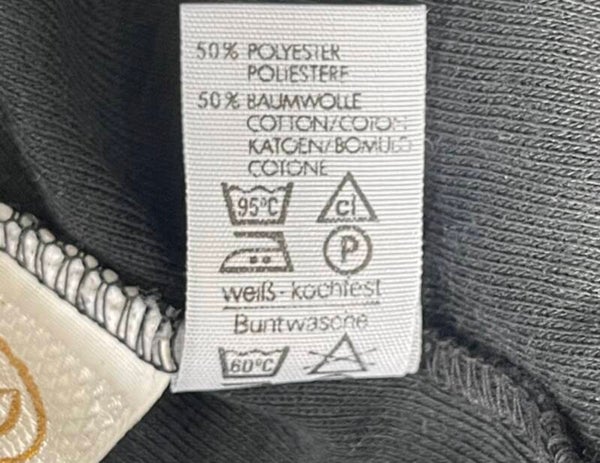 50% POLYESTER
POLIESTERE
50% BAUMWOLLE
COTTON/COTON
KATOEN/BOMULD
COTONE
95°C cl
P
weiß-kochfest
Buntwäsche
60°C